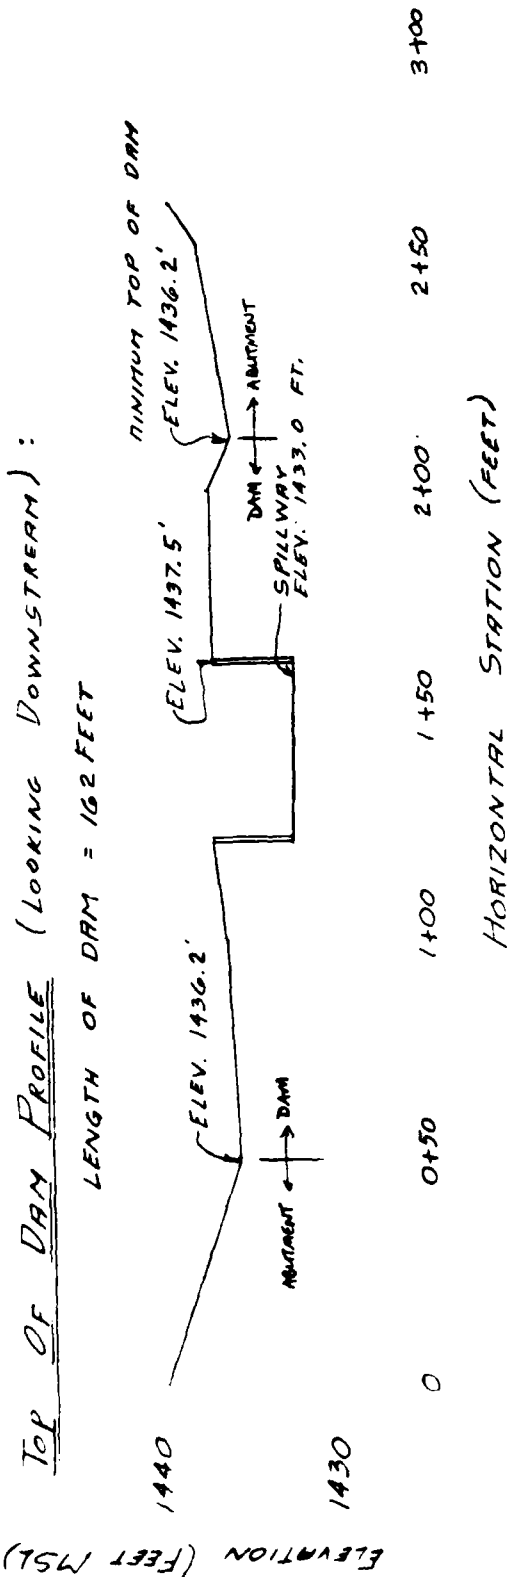 TOP OF DAM PROFILE (LOOKING DOWNSTREAM):
LENGTH OF DAM = 162 FEET
MINIMUM TOP OF DAM
ELEV. 1436.2'
ELEV. 1437.5'
ELEV. 1436.2'
DAM
ABUTMENT
SPILLWAY
ELEV. 1433.0 FT.
ABUTMENT
DAM
1440
1430
ELEVATION (FEET MSL)
0
0+50
1+00
1+50
2+00
2+50
3+00
HORIZONTAL STATION (FEET)